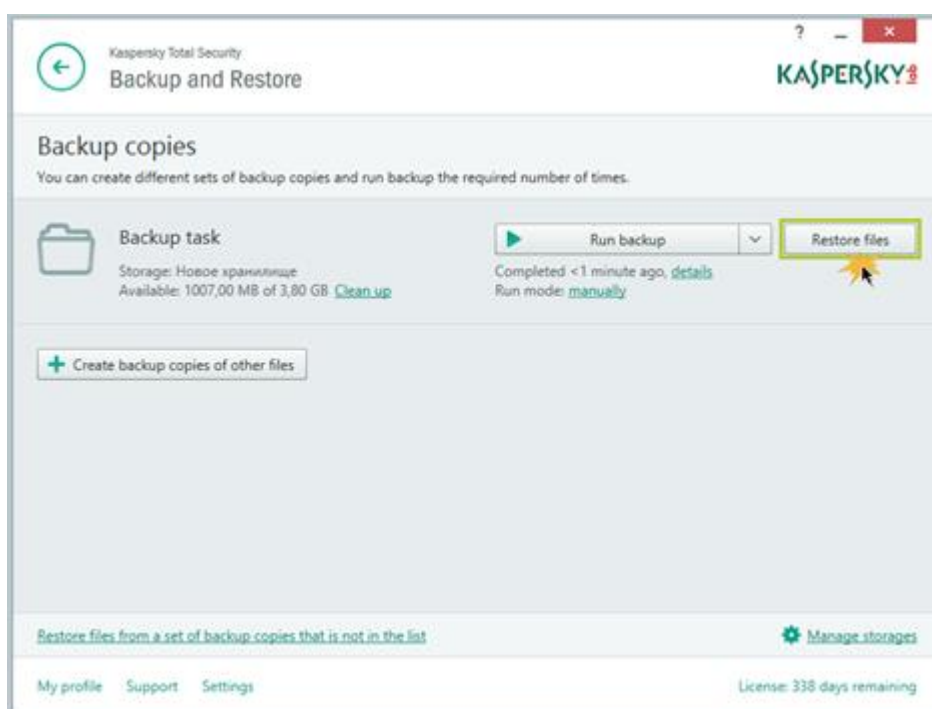 Kaspersky Total Security
? _ ×
Backup and Restore
KASPERSKY lab
Backup copies
You can create different sets of backup copies and run backup the required number of times.
Backup task
Run backup
Restore files
Storage: Новое хранилище
Completed <1 minute ago, details
Available: 1007,00 MB of 3,80 GB Clean up
Run mode: manually
+ Create backup copies of other files
Restore files from a set of backup copies that is not in the list
Manage storages
My profile Support Settings
License: 338 days remaining